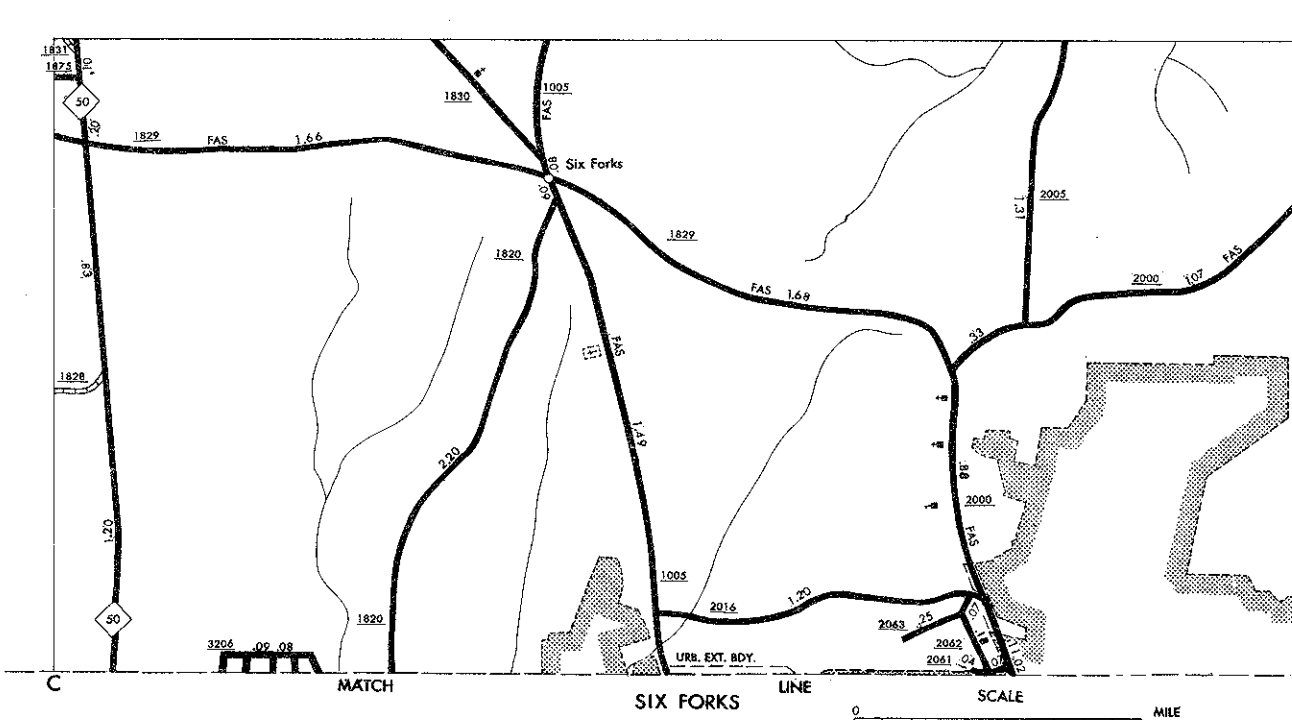 1831
.01
1875
50
.20
1829 FAS 1.66
1830
1005
FAS
.08
Six Forks
.09
1820
1829
FAS 1.68
2005
1.31
2000 1.07 FAS
.33
.83
1828
FAS
1.49
2.20
.88
2000
FAS
1.20
50
1005
2016 1.20
1820
2063 .25
.07
2062 .18
2061 .04
1.02
3206 .09 .08
URB. EXT. BDY.
C MATCH LINE
SIX FORKS
SCALE
0 MILE